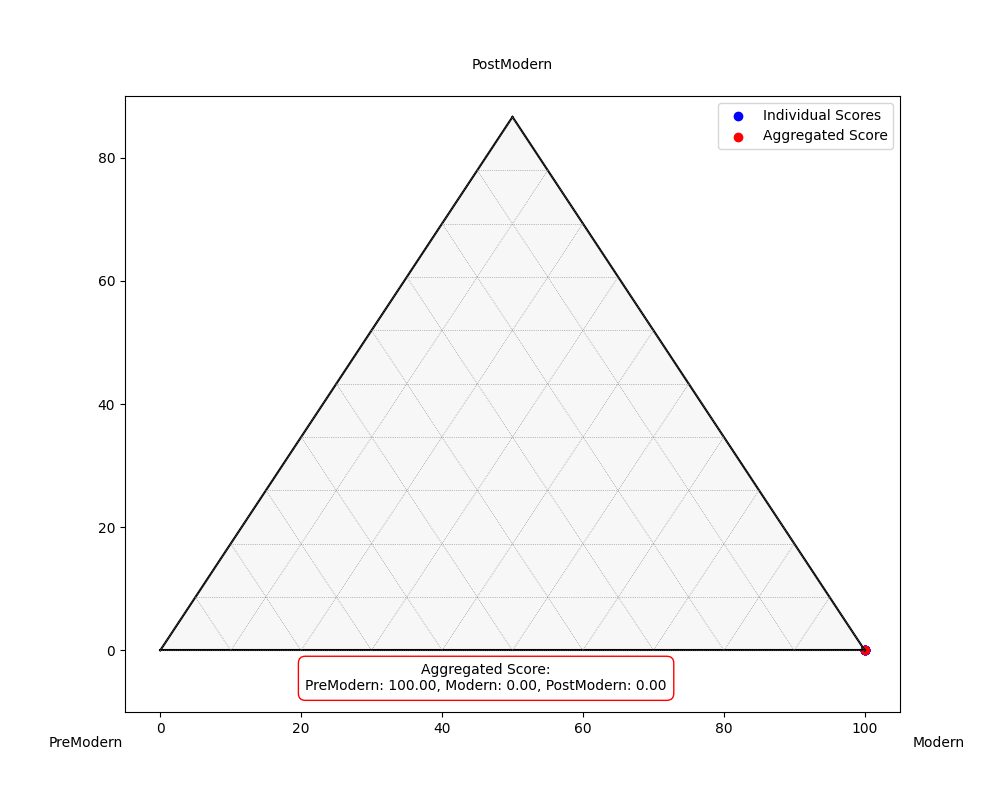 PostModern
Individual Scores
Aggregated Score
80
60
40
20
0
Aggregated Score:
PreModern: 100.00, Modern: 0.00, PostModern: 0.00
0 20 40 60 80 100
PreModern Modern